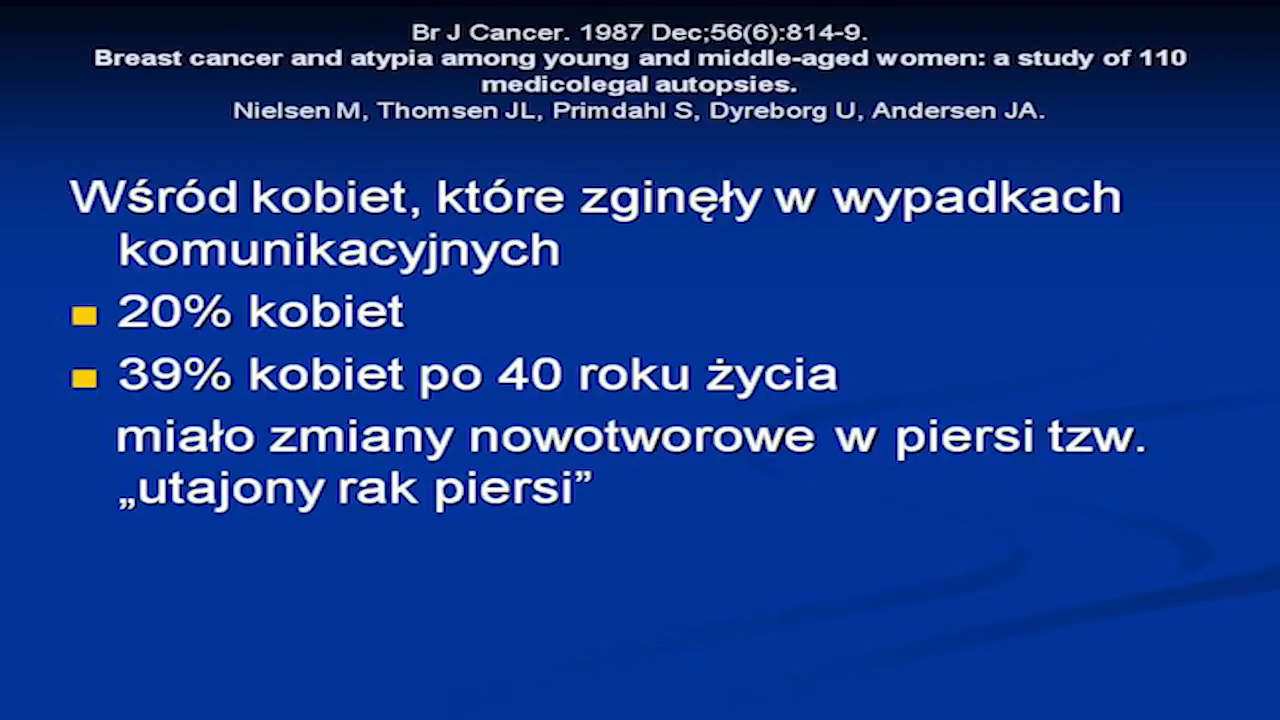 Br J Cancer. 1987 Dec;56(6):814-9.
Breast cancer and atypia among young and middle-aged women: a study of 110
medicolegal autopsies.
Nielsen M, Thomsen JL, Primdahl S, Dyreborg U, Andersen JA.
Wśród kobiet, które zginęły w wypadkach
komunikacyjnych
20% kobiet
39% kobiet po 40 roku życia
miało zmiany nowotworowe w piersi tzw.
„utajony rak piersi”